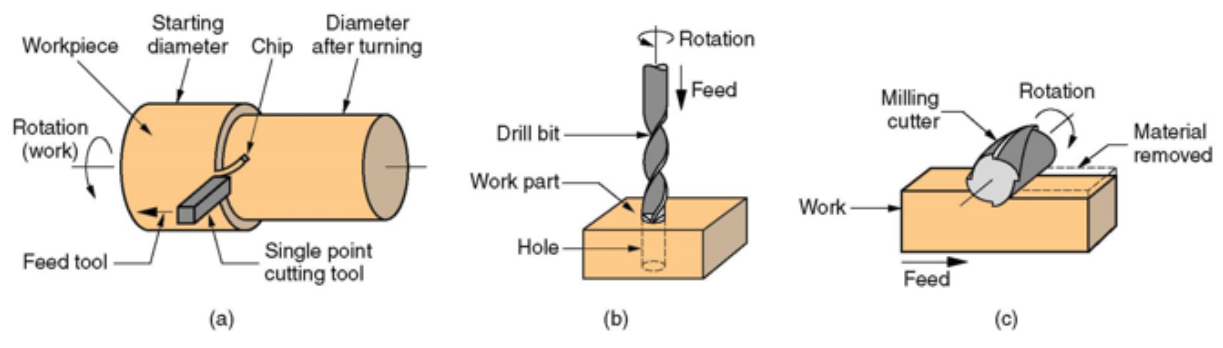 Workpiece
Starting
diameter
Chip
Diameter
after turning
Rotation
(work)
Feed tool
Single point
cutting tool
(a)
Rotation
Feed
Drill bit
Work part
Hole
(b)
Milling
cutter
Rotation
Material
removed
Work
Feed
(c)